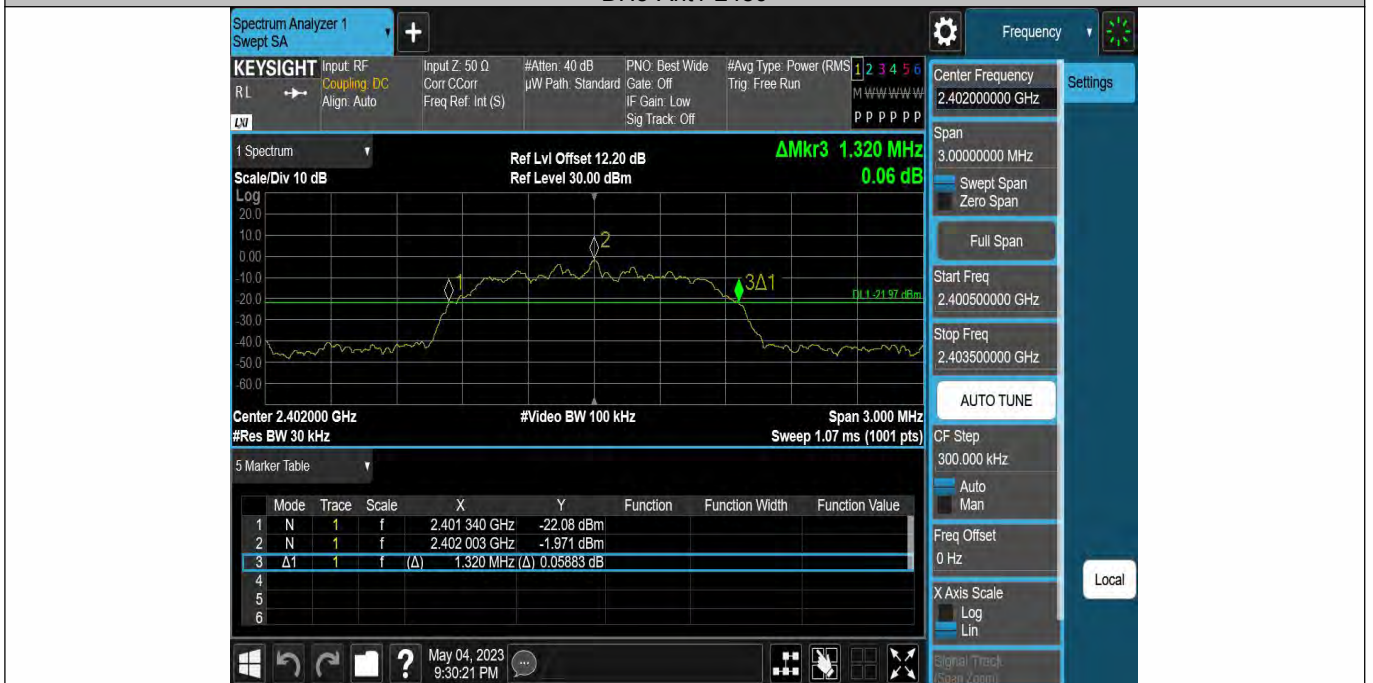 Spectrum Analyzer 1
Swept SA
+
Frequency
KEYSIGHT
RL
LXI
Input: RF
Coupling: DC
Align: Auto
Input Z: 50 Ω
Corr CCorr
Freq Ref: Int (S)
#Atten: 40 dB
µW Path: Standard
PNO: Best Wide
Gate: Off
IF Gain: Low
Sig Track: Off
#Avg Type: Power (RMS
Trig: Free Run
1 2 3 4 5 6
M W W W W W
P P P P P P
1 Spectrum
Scale/Div 10 dB
Ref Lvl Offset 12.20 dB
Ref Level 30.00 dBm
ΔMkr3 1.320 MHz
0.06 dB
Log
20.0
10.0
0.00
-10.0
-20.0
-30.0
-40.0
-50.0
-60.0
1
2
3Δ1
DL1 -21.97 dBm
Center 2.402000 GHz
#Video BW 100 kHz
Span 3.000 MHz
#Res BW 30 kHz
Sweep 1.07 ms (1001 pts)
5 Marker Table
Mode Trace Scale X Y Function Function Width Function Value
1 N 1 f 2.401 340 GHz -22.08 dBm
2 N 1 f 2.402 003 GHz -1.971 dBm
3 Δ1 1 f (Δ) 1.320 MHz (Δ) 0.05883 dB
4
5
6
?
May 04, 2023
9:30:21 PM
Center Frequency
2.402000000 GHz
Settings
Span
3.00000000 MHz
Swept Span
Zero Span
Full Span
Start Freq
2.400500000 GHz
Stop Freq
2.403500000 GHz
AUTO TUNE
CF Step
300.000 kHz
Auto
Man
Freq Offset
0 Hz
X Axis Scale
Log
Lin
Signal Track
(Span Zoom)
Local